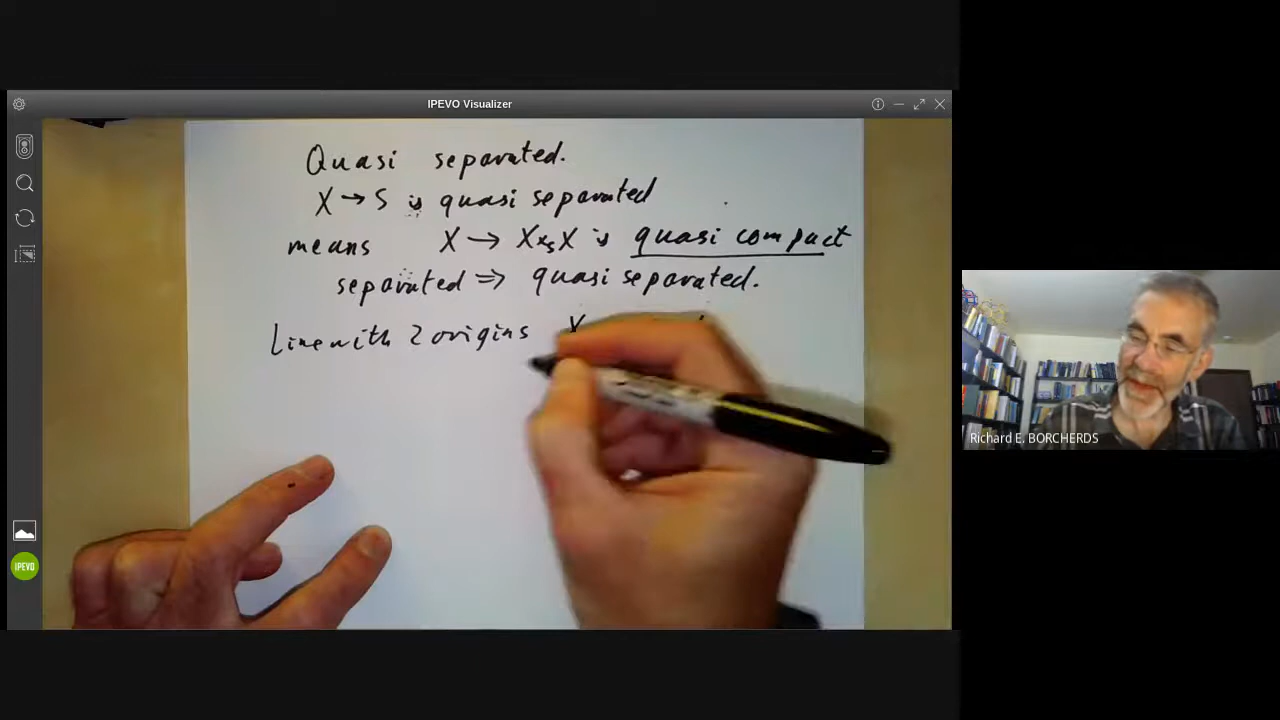 IPEVO Visualizer
Quasi separated.
X → S is quasi separated
means X → X×ₛX is quasi compact
separated ⇒ quasi separated.
Line with 2 origins X
Richard E. BORCHERDS
IPEVO